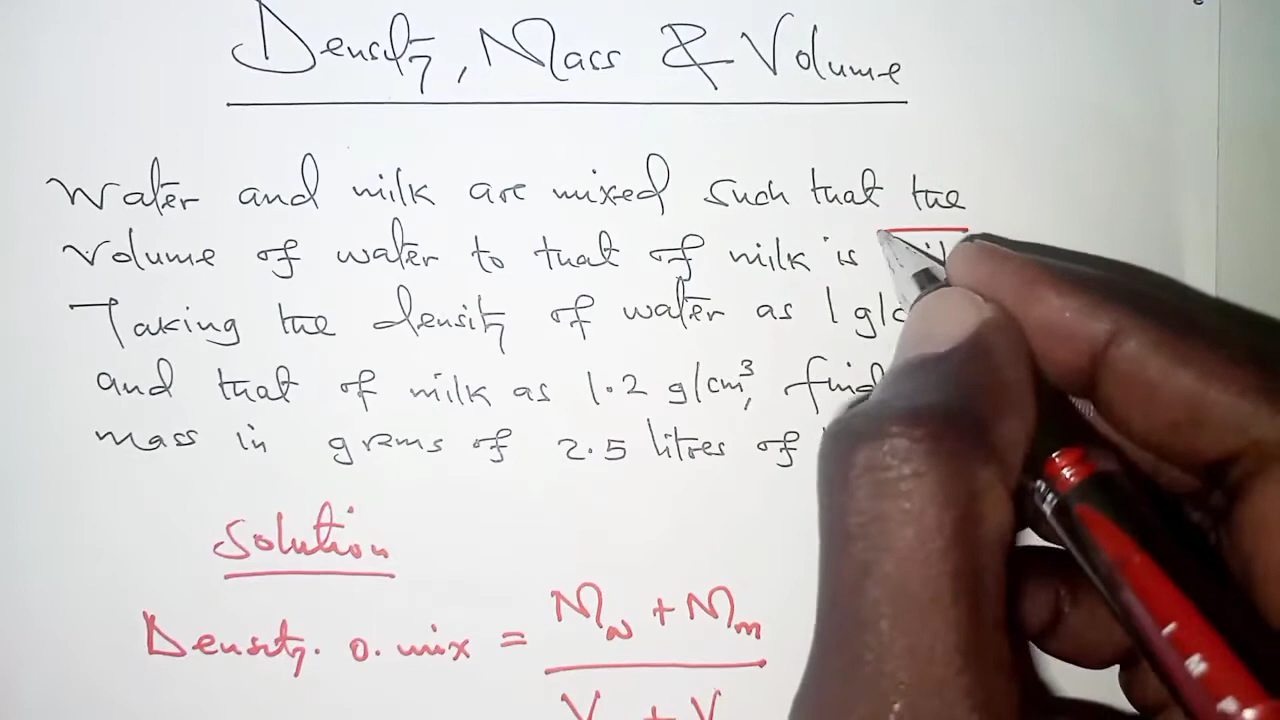 Density, Mass & Volume
Water and milk are mixed such that the
Volume of water to that of milk is
Taking the density of water as 1 g/c
and that of milk as 1.2 g/cm³, find
mass in grams of 2.5 litres of
Solution
Density. o. mix = Mw + Mm
V + V